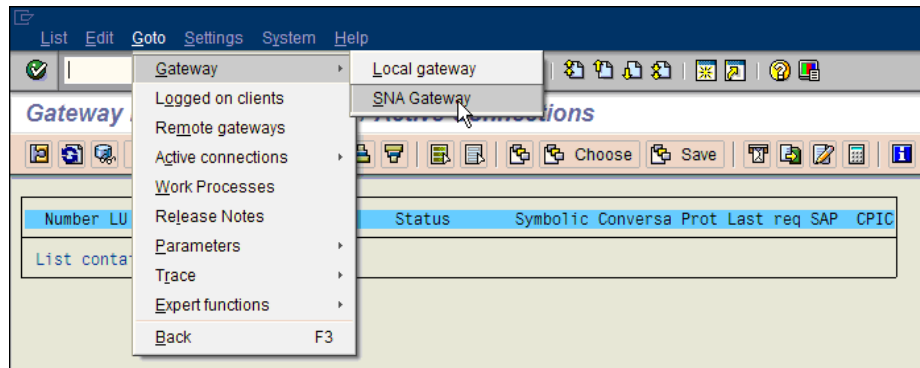 List Edit Goto Settings System Help
Gateway Local gateway
Logged on clients SNA Gateway
Gateway Active Connections
Remote gateways
Active connections Choose Save
Work Processes
Number LU Release Notes Status Symbolic Conversa Prot Last req SAP CPIC
Parameters
List
Trace
Expert functions
Back F3